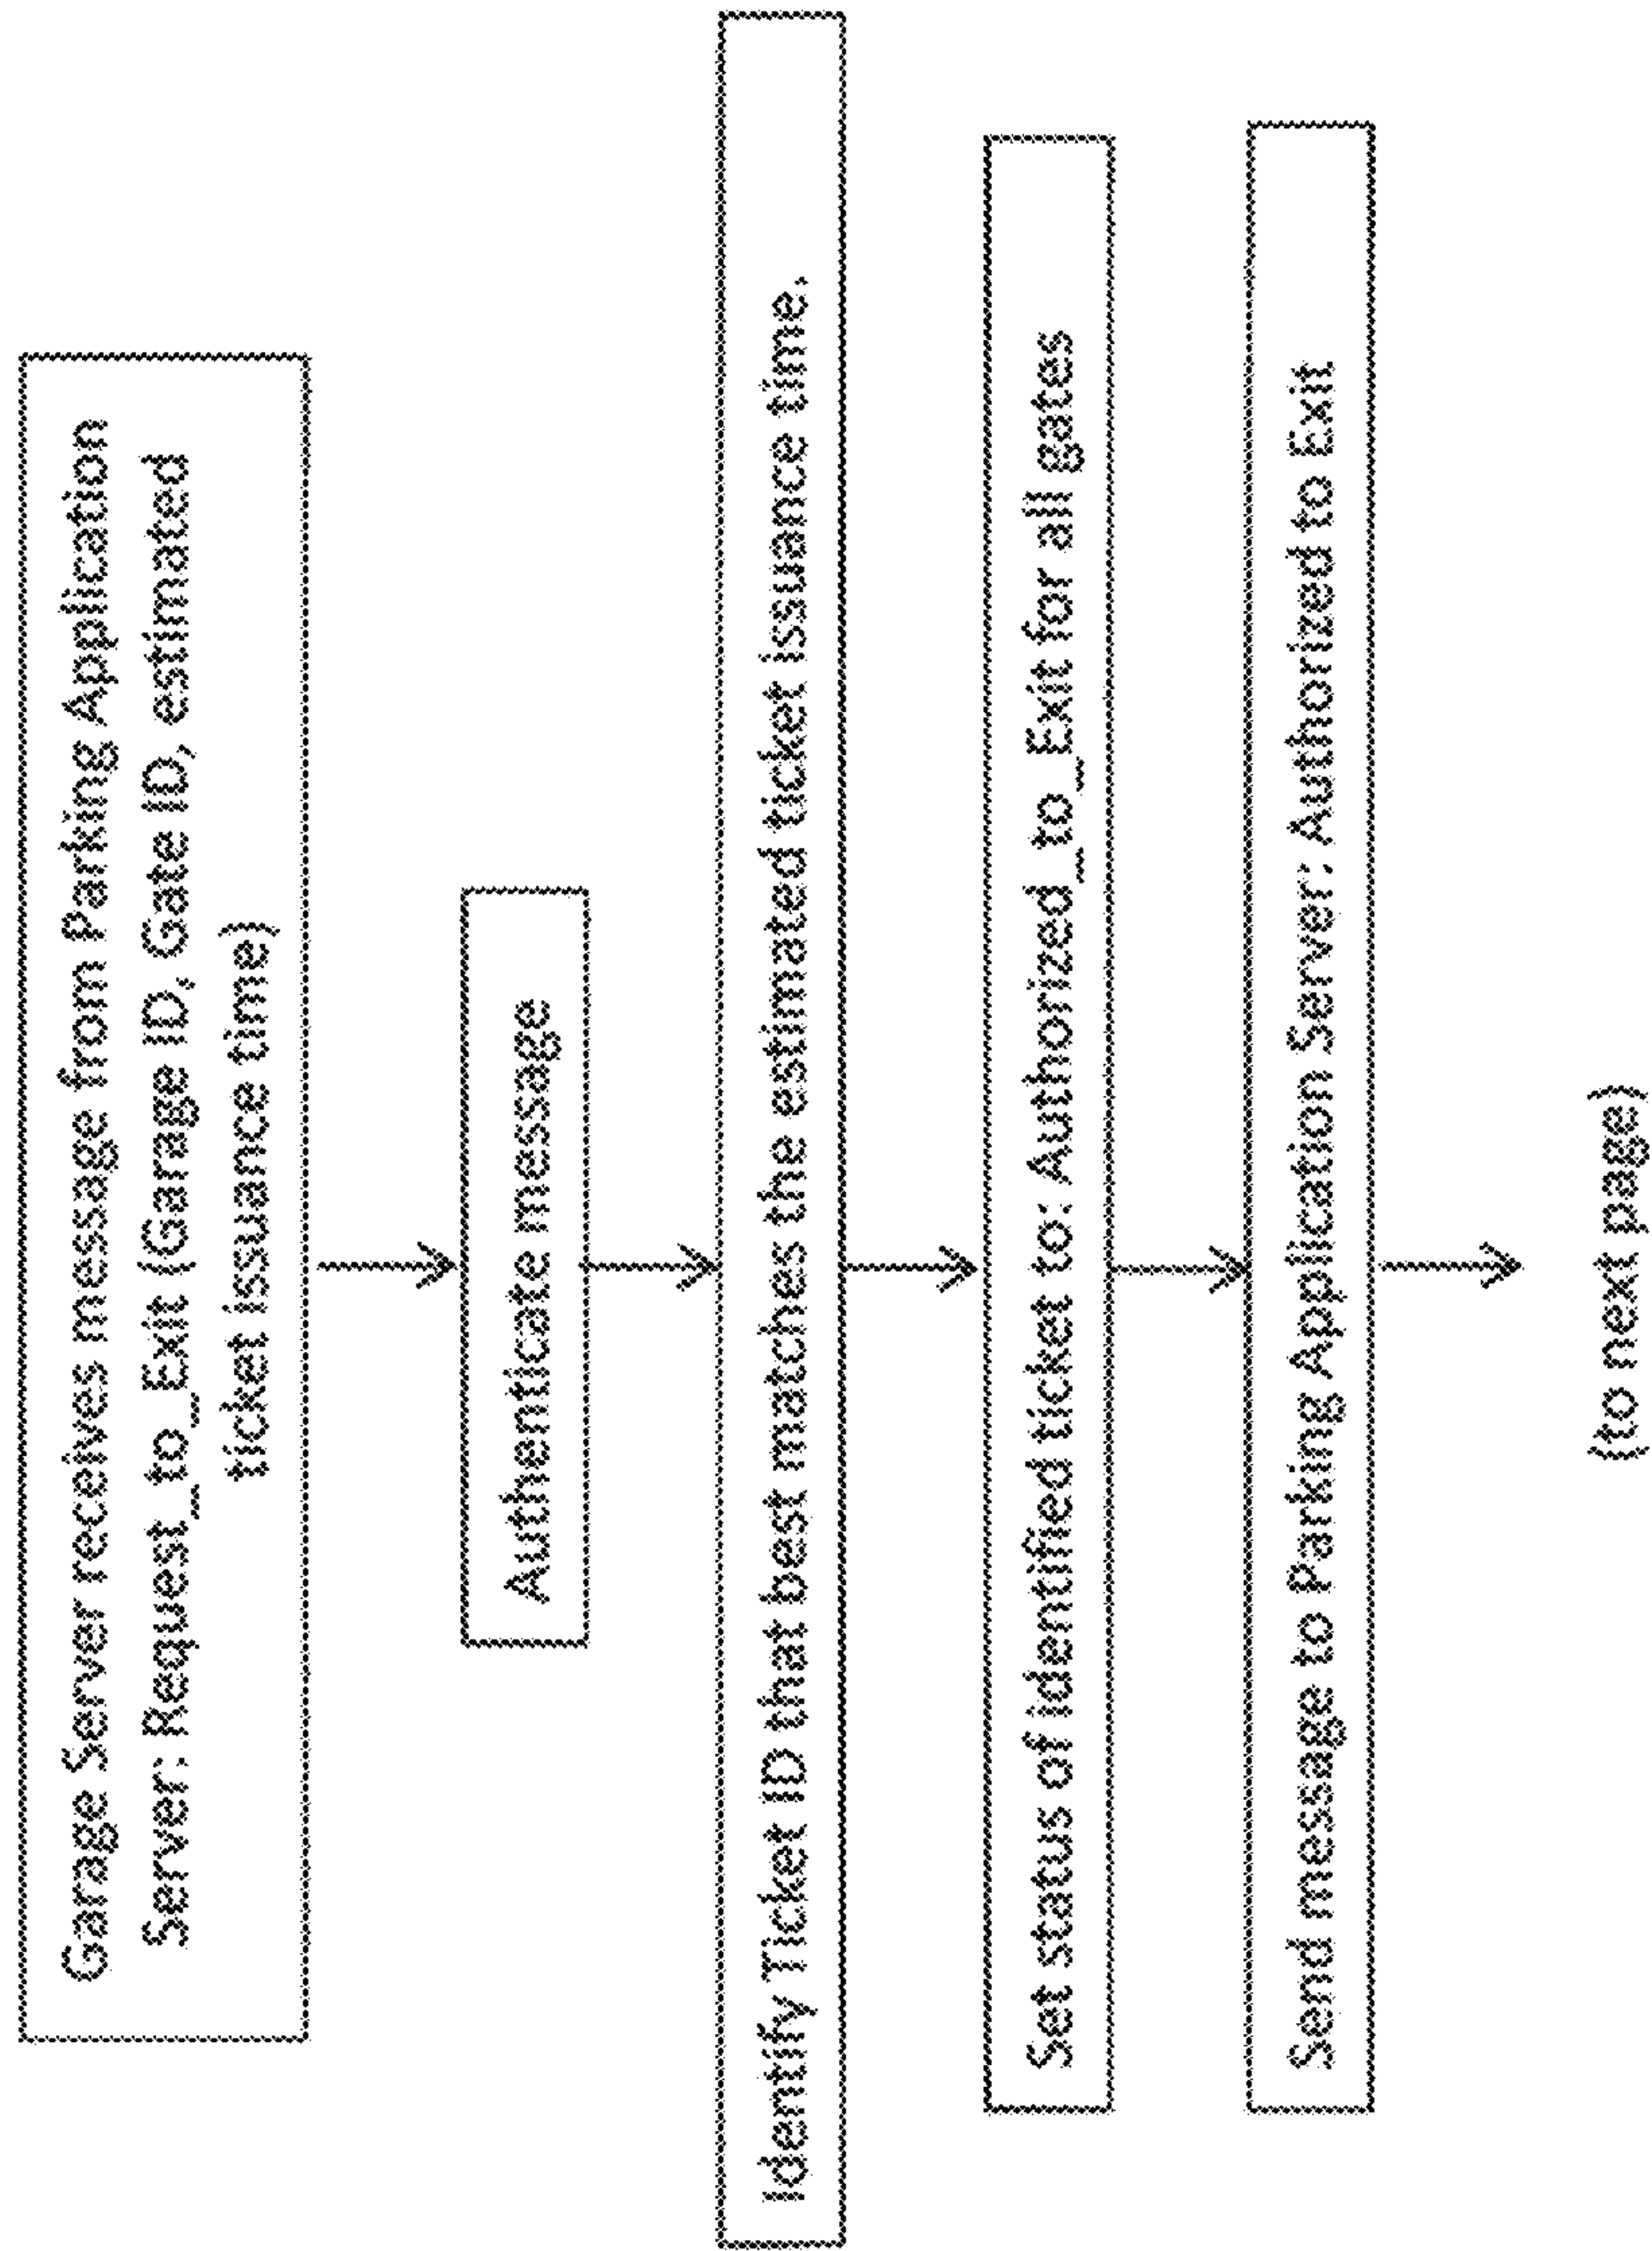 Garage Server receives message from Parking Application
Server: Request_to_Exit (Garage ID, Gate ID, estimated
ticket issuance time)
Authenticate message
Identify Ticket ID that best matches the estimated ticket issuance time.
Set status of identified ticket to: Authorized_to_Exit for all gates
Send message to Parking Application Server: Authorized to Exit
(to next page)